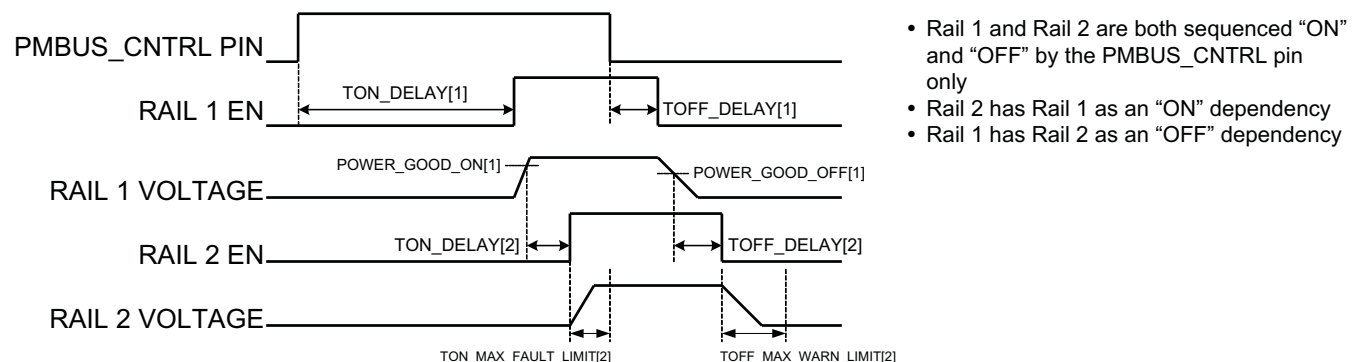 PMBUS_CNTRL PIN
RAIL 1 EN
TON_DELAY[1]
TOFF_DELAY[1]
RAIL 1 VOLTAGE
POWER_GOOD_ON[1]
POWER_GOOD_OFF[1]
RAIL 2 EN
TON_DELAY[2]
TOFF_DELAY[2]
RAIL 2 VOLTAGE
TON_MAX_FAULT_LIMIT[2]
TOFF_MAX_WARN_LIMIT[2]
• Rail 1 and Rail 2 are both sequenced “ON”
and “OFF” by the PMBUS_CNTRL pin
only
• Rail 2 has Rail 1 as an “ON” dependency
• Rail 1 has Rail 2 as an “OFF” dependency